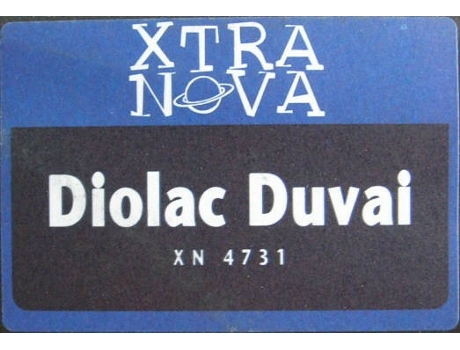 XTRA
NOVA
Diolac Duvai
XN 4731